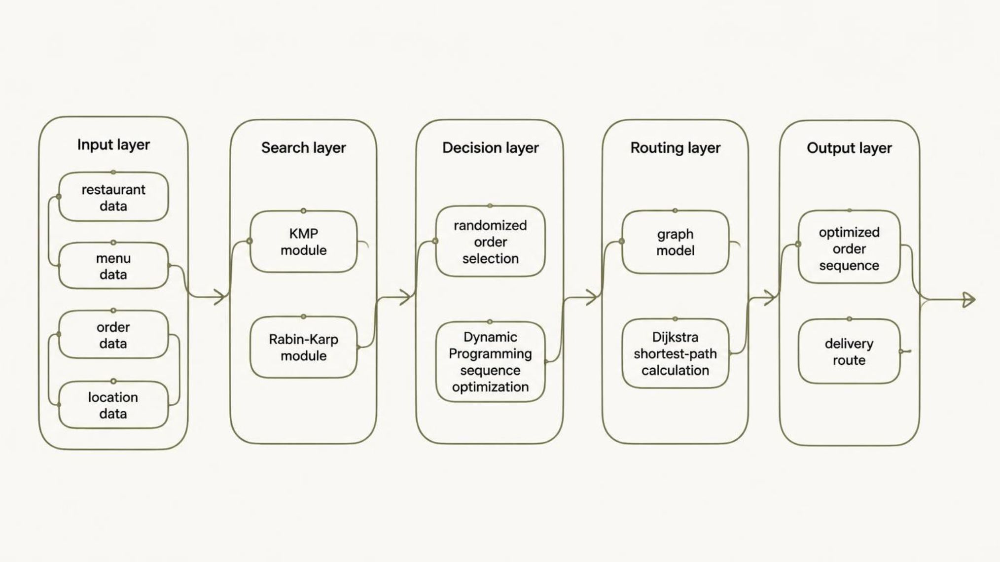 Input layer
restaurant
data
menu
data
order
data
location
data
Search layer
KMP
module
Rabin-Karp
module
Decision layer
randomized
order
selection
Dynamic
Programming
sequence
optimization
Routing layer
graph
model
Dijkstra
shortest-path
calculation
Output layer
optimized
order
sequence
delivery
route